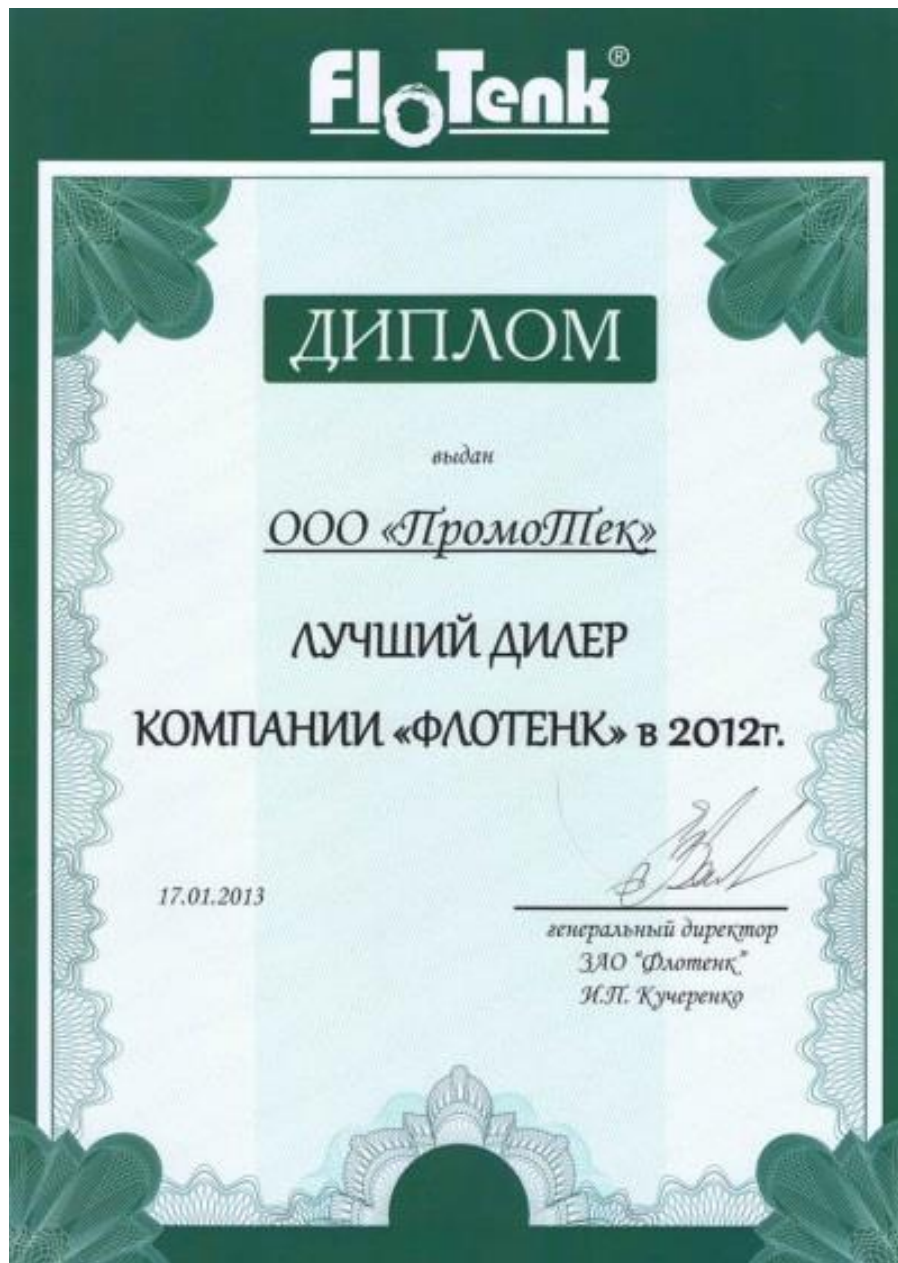 FloTenk®
ДИПЛОМ
выдан
ООО «ПромоТек»
ЛУЧШИЙ ДИЛЕР
КОМПАНИИ «ФЛОТЕНК» в 2012г.
17.01.2013
генеральный директор
ЗАО "Флотенк"
И.П. Кучеренко